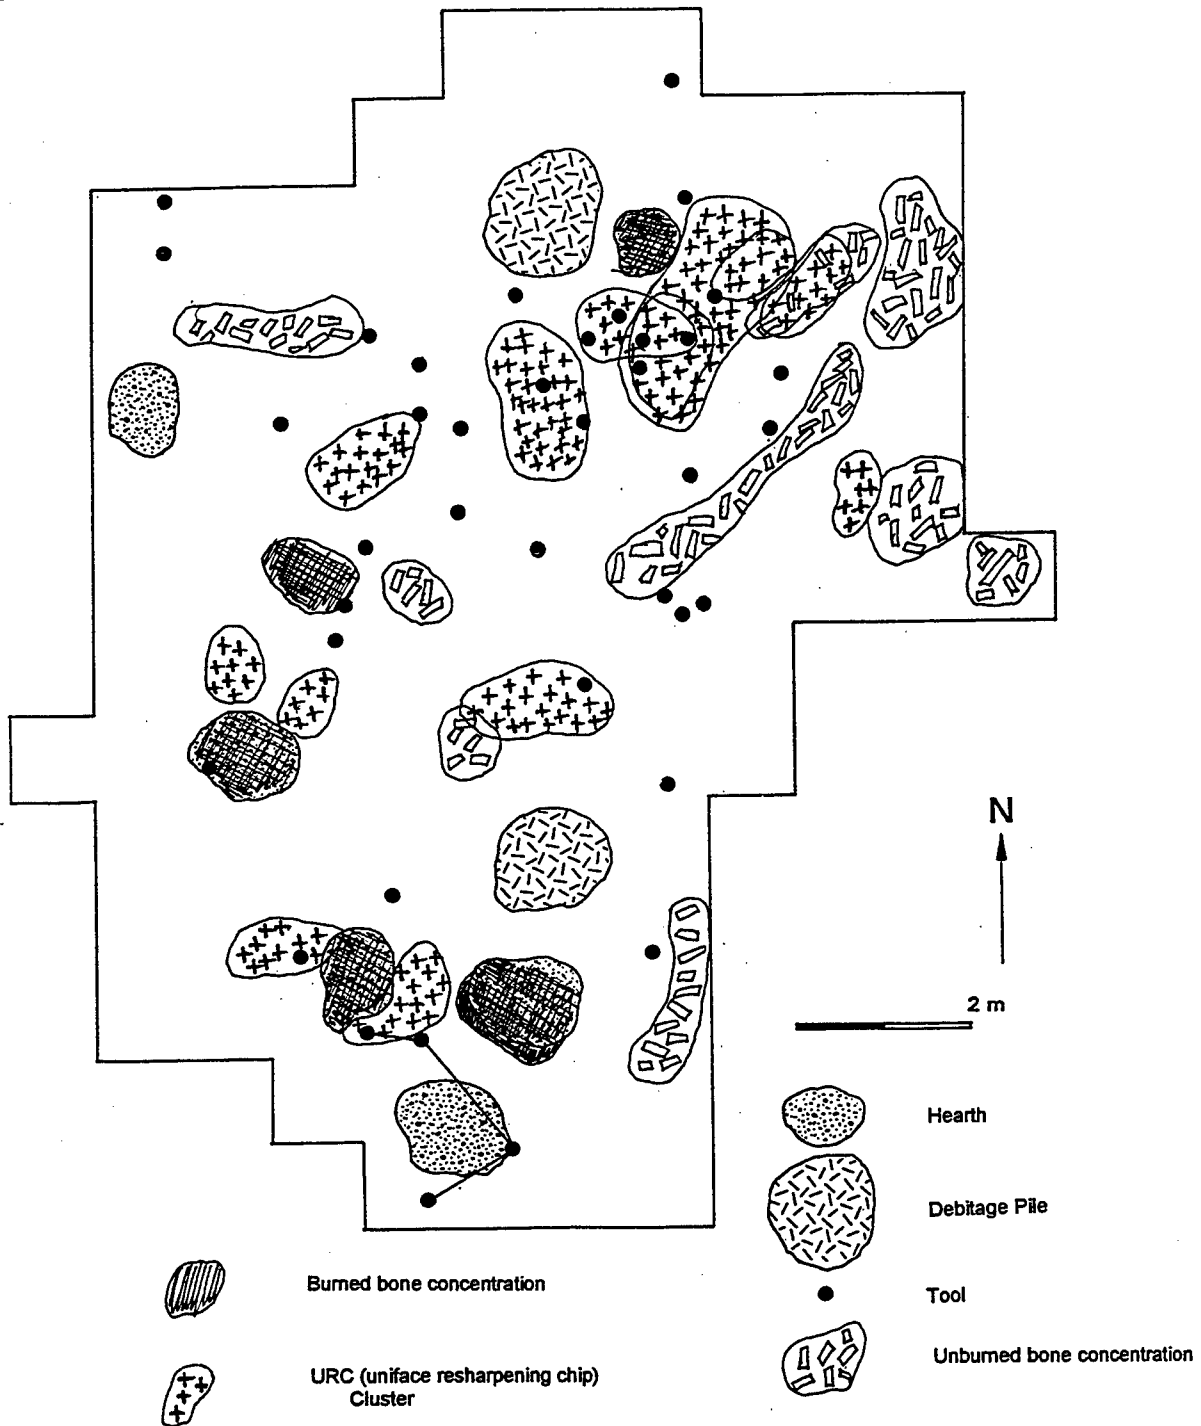 N
2 m
Hearth
Debitage Pile
Burned bone concentration
Tool
Unburned bone concentration
URC (uniface resharpening chip)
Cluster